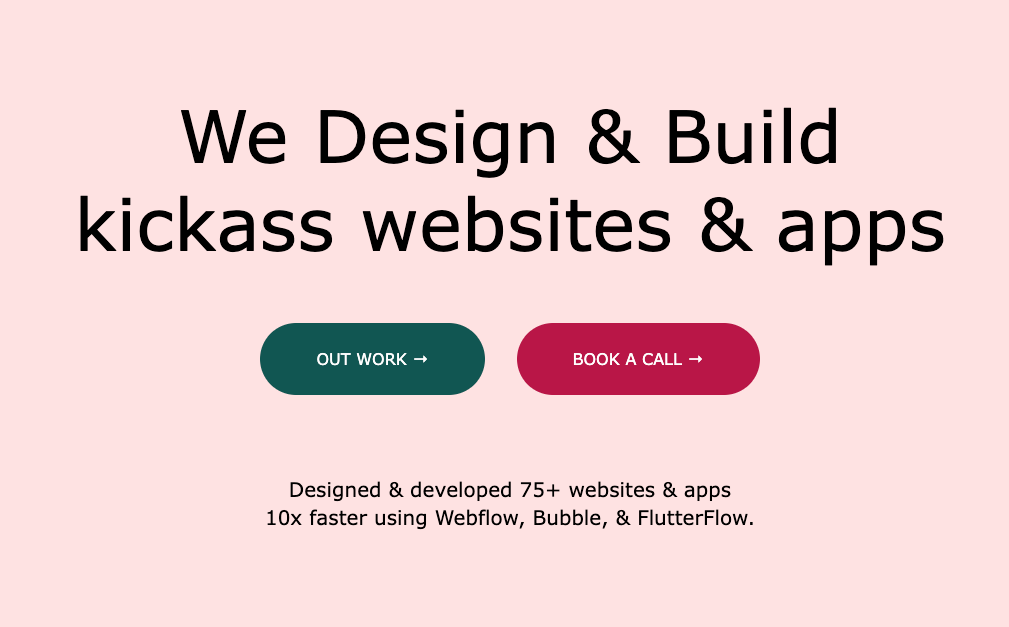 We Design & Build
kickass websites & apps
OUT WORK →
BOOK A CALL →
Designed & developed 75+ websites & apps
10x faster using Webflow, Bubble, & FlutterFlow.